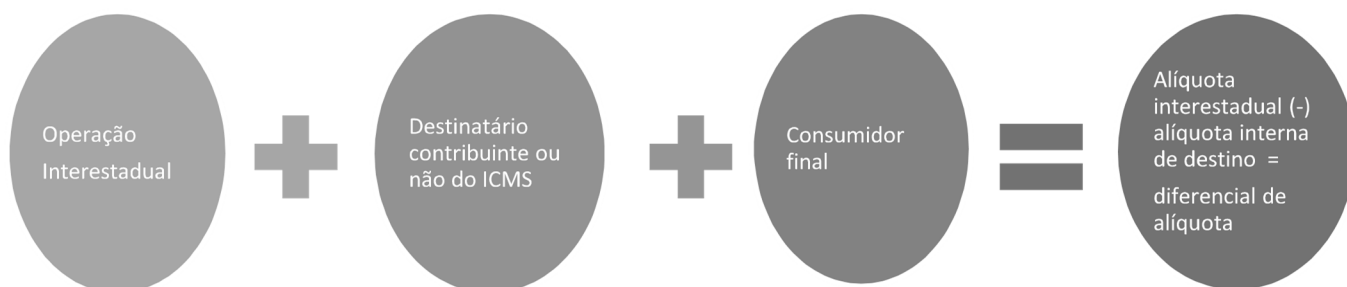 Operação
Interestadual
Destinatário
contribuinte ou
não do ICMS
Consumidor
final
Alíquota
interestadual (-)
alíquota interna
de destino =
diferencial de
alíquota